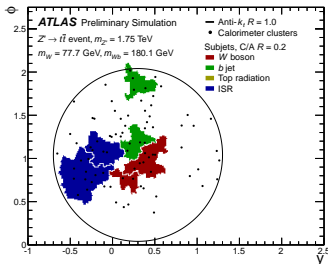 ATLAS Preliminary Simulation
Z' → tt̄ event, m_Z' = 1.75 TeV
m_W = 77.7 GeV, m_Wb = 180.1 GeV
Anti-k_t R = 1.0
Calorimeter clusters
Subjets, C/A R = 0.2
W boson
b jet
Top radiation
ISR
ϕ
2.5
2
1.5
1
0.5
0
-1 -0.5 0 0.5 1 1.5 2 2.5
y